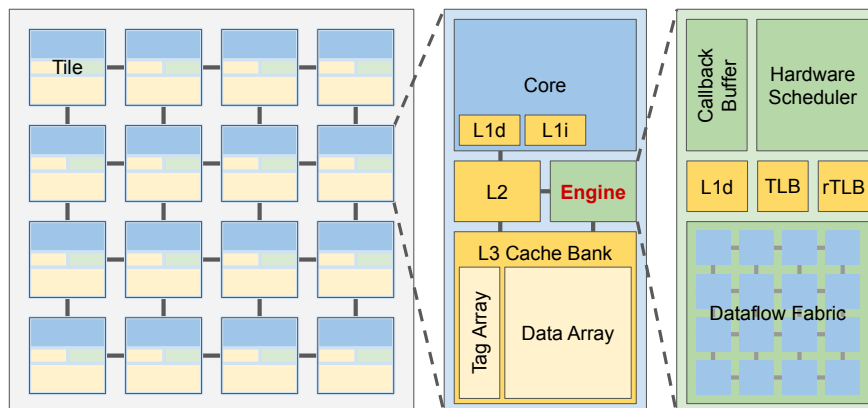 Tile
Core
L1d
L1i
L2
Engine
L3 Cache Bank
Tag Array
Data Array
Callback
Buffer
Hardware
Scheduler
L1d
TLB
rTLB
Dataflow Fabric